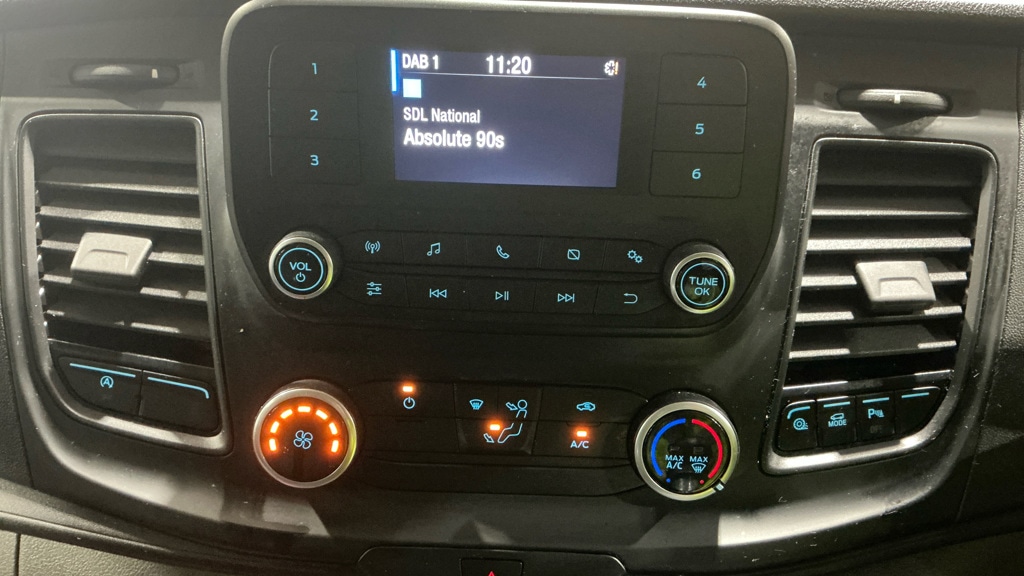 DAB 1 11:20
SDL National
Absolute 90s
1
2
3
4
5
6
VOL
TUNE
OK
A
MODE
A/C
MAX MAX
A/C